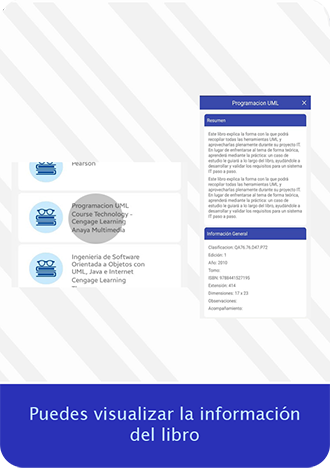 Pearson
Programacion UML
Course Technology -
Cengage Learning
Anaya Multimedia
Ingenieria de Software
Orientada a Objetos con
UML, Java e Internet
Cengage Learning
Programacion UML
Resumen
Este libro explica la forma con la que podrá
recopilar todas las herramientas UML y
aprovecharlas plenamente durante su proyecto IT.
En lugar de enfrentarse al tema de forma teórica,
aprenderá mediante la práctica: un caso de
estudio le guiará a lo largo del libro, ayudándole a
desarrollar y validar los requisitos para un sistema
IT paso a paso.
Este libro explica la forma con la que podrá
recopilar todas las herramientas UML y
aprovecharlas plenamente durante su proyecto IT.
En lugar de enfrentarse al tema de forma teórica,
aprenderá mediante la práctica: un caso de
estudio le guiará a lo largo del libro, ayudándole a
desarrollar y validar los requisitos para un sistema
IT paso a paso.
Información General
Clasificacion: QA76.76.D47.P72
Edición: 1
Año: 2010
Tomo:
ISBN: 9788441527195
Extensión: 414
Dimensiones: 17 x 23
Observaciones:
Acompañamiento:
Puedes visualizar la información
del libro